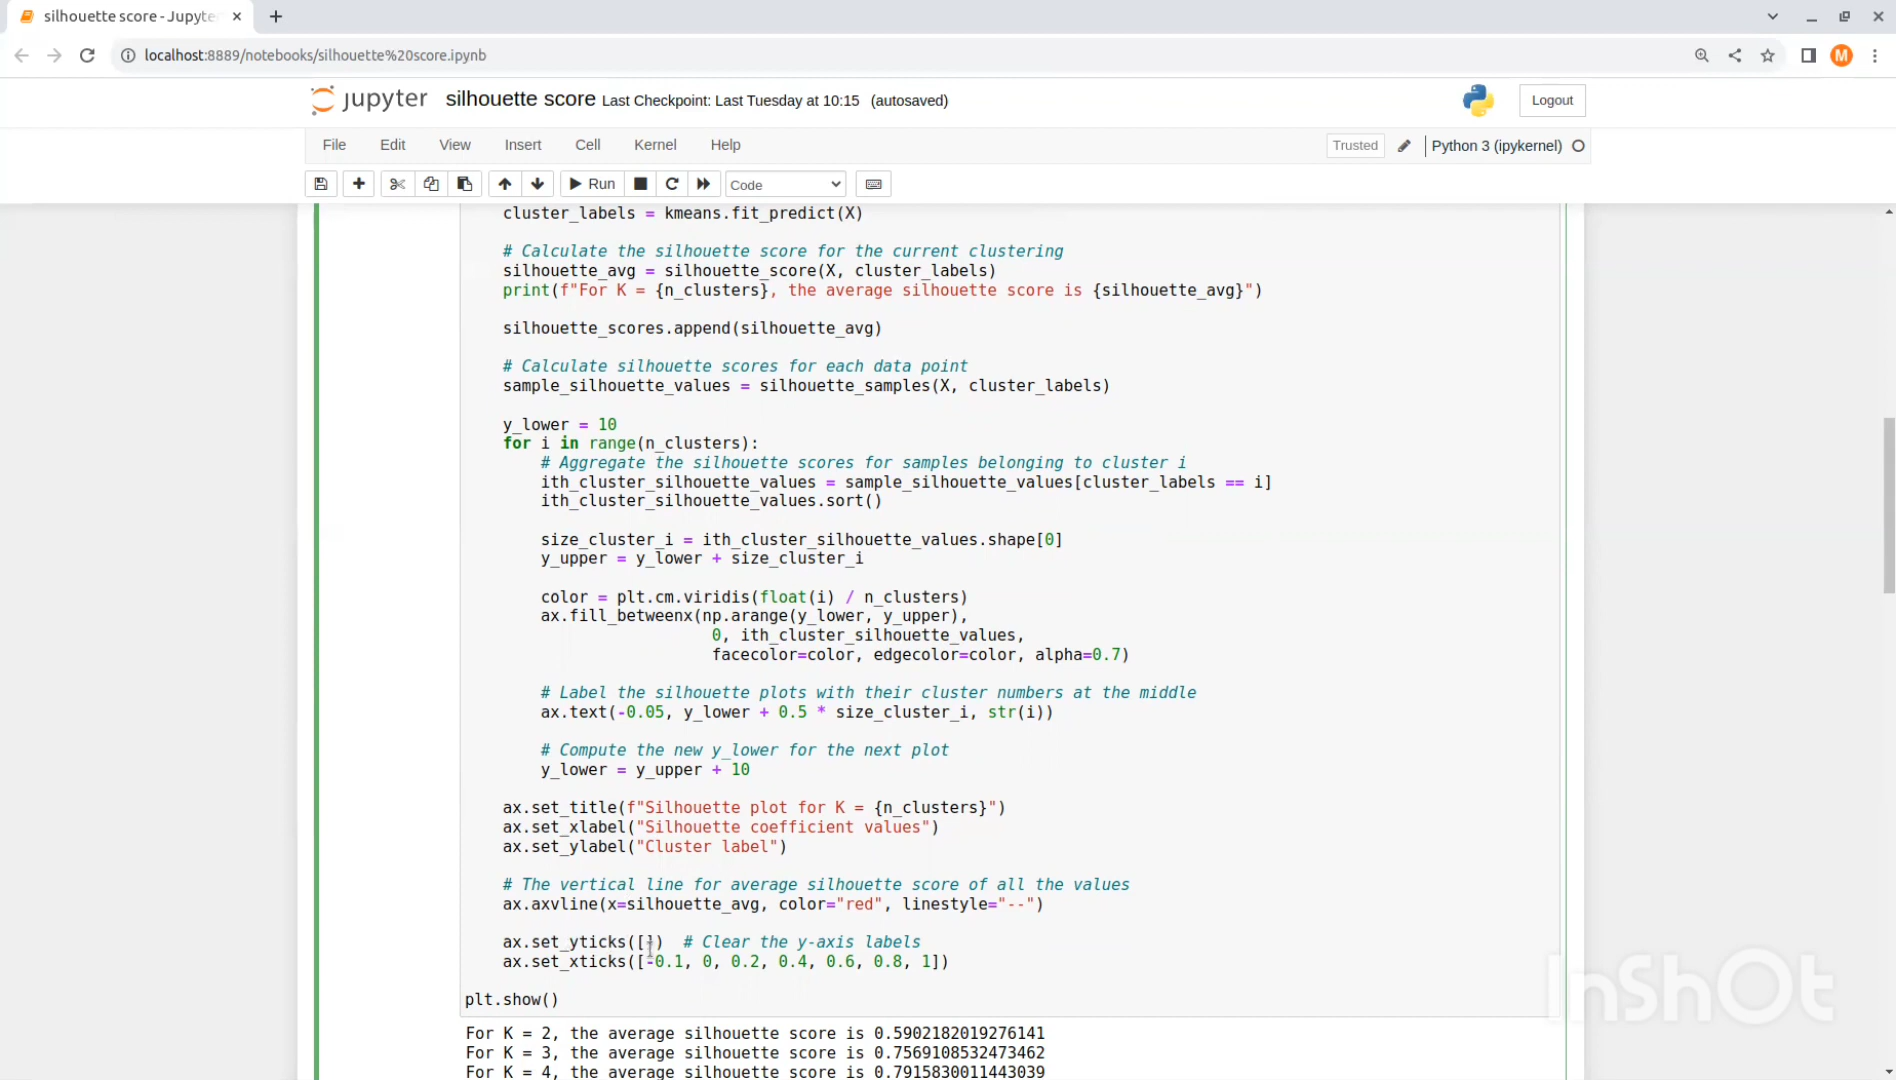 silhouette score - Jupyte
localhost:8889/notebooks/silhouette%20score.ipynb
M
jupyter silhouette score Last Checkpoint: Last Tuesday at 10:15 (autosaved)
Logout
File Edit View Insert Cell Kernel Help
Trusted Python 3 (ipykernel)
Run Code
cluster_labels = kmeans.fit_predict(X)
# Calculate the silhouette score for the current clustering
silhouette_avg = silhouette_score(X, cluster_labels)
print(f"For K = {n_clusters}, the average silhouette score is {silhouette_avg}")
silhouette_scores.append(silhouette_avg)
# Calculate silhouette scores for each data point
sample_silhouette_values = silhouette_samples(X, cluster_labels)
y_lower = 10
for i in range(n_clusters):
# Aggregate the silhouette scores for samples belonging to cluster i
ith_cluster_silhouette_values = sample_silhouette_values[cluster_labels == i]
ith_cluster_silhouette_values.sort()
size_cluster_i = ith_cluster_silhouette_values.shape[0]
y_upper = y_lower + size_cluster_i
color = plt.cm.viridis(float(i) / n_clusters)
ax.fill_betweenx(np.arange(y_lower, y_upper),
0, ith_cluster_silhouette_values,
facecolor=color, edgecolor=color, alpha=0.7)
# Label the silhouette plots with their cluster numbers at the middle
ax.text(-0.05, y_lower + 0.5 * size_cluster_i, str(i))
# Compute the new y_lower for the next plot
y_lower = y_upper + 10
ax.set_title(f"Silhouette plot for K = {n_clusters}")
ax.set_xlabel("Silhouette coefficient values")
ax.set_ylabel("Cluster label")
# The vertical line for average silhouette score of all the values
ax.axvline(x=silhouette_avg, color="red", linestyle="--")
ax.set_yticks([])  # Clear the y-axis labels
ax.set_xticks([-0.1, 0, 0.2, 0.4, 0.6, 0.8, 1])
plt.show()
For K = 2, the average silhouette score is 0.5902182019276141
For K = 3, the average silhouette score is 0.7569108532473462
For K = 4, the average silhouette score is 0.7915830011443039
InShOt